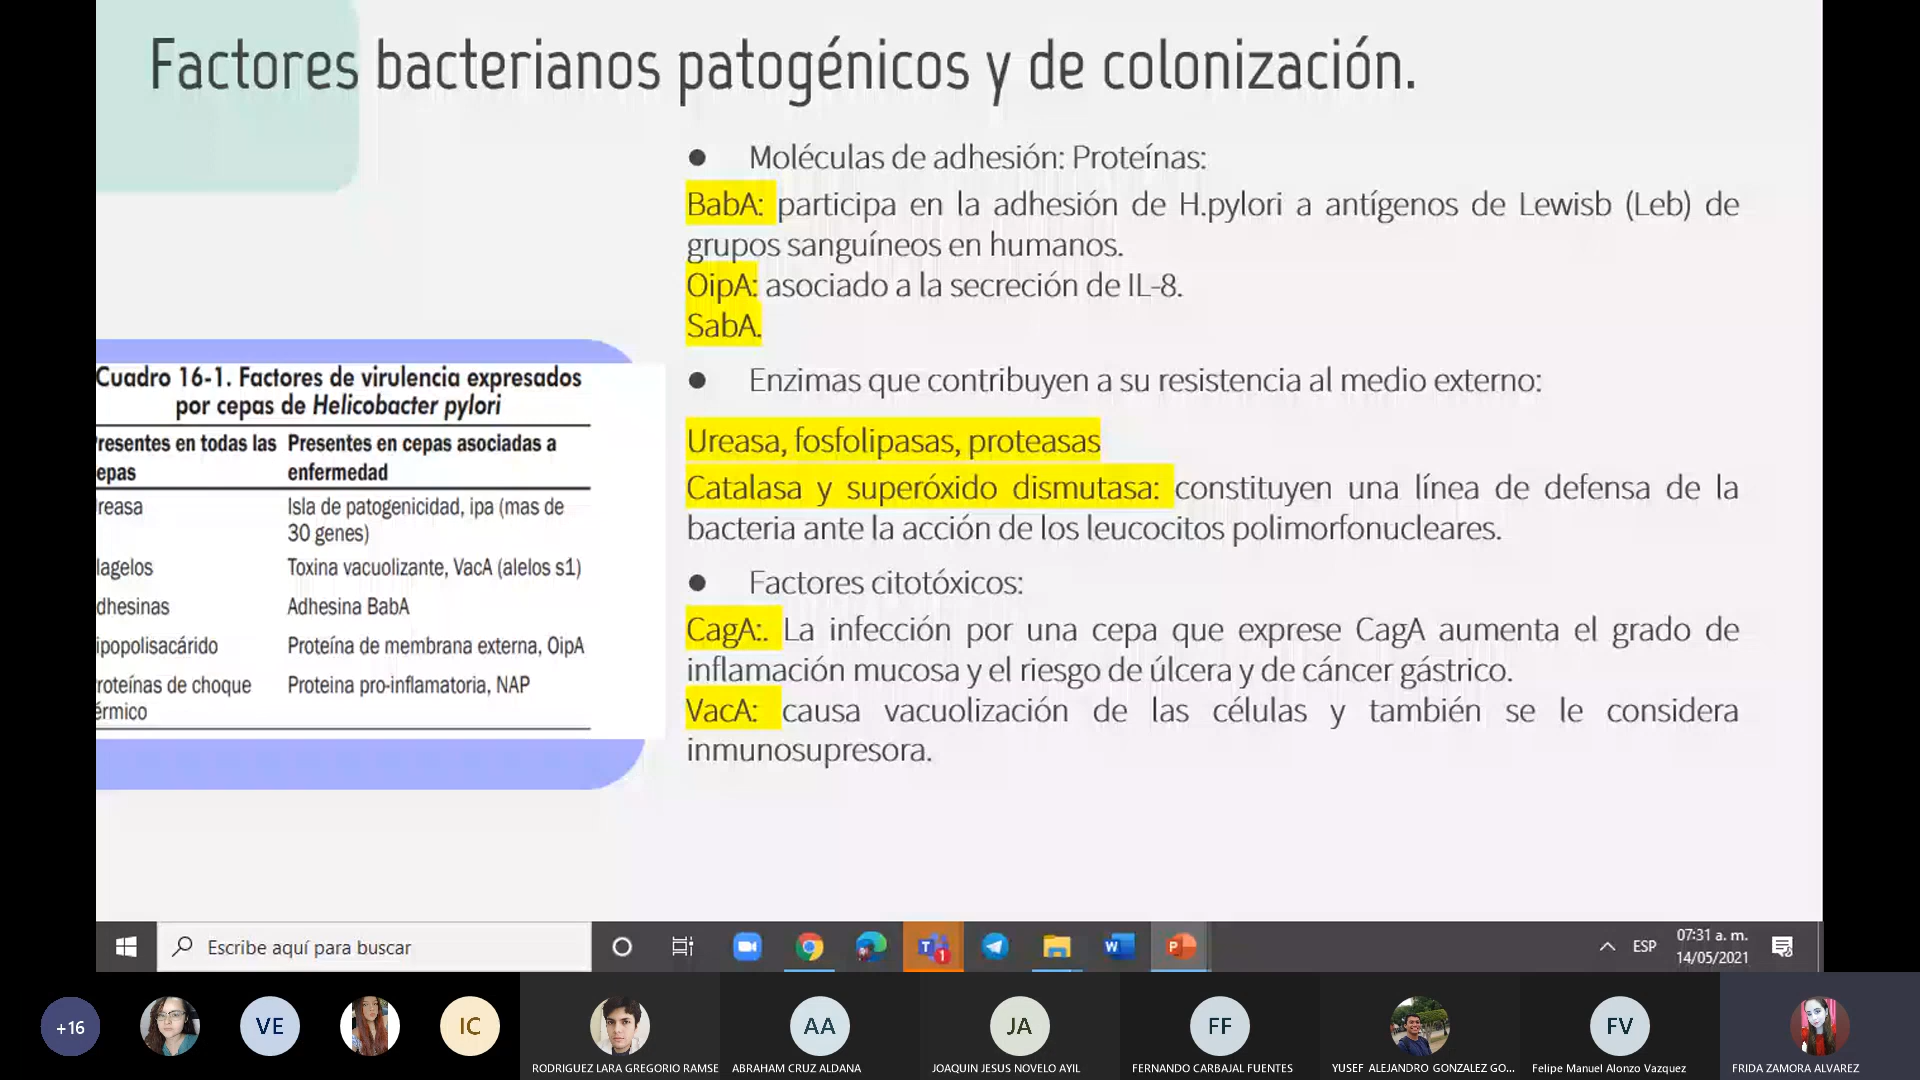 Factores bacterianos patogénicos y de colonización.
● Moléculas de adhesión: Proteínas:
BabA: participa en la adhesión de H.pylori a antígenos de Lewisb (Leb) de
grupos sanguíneos en humanos.
OipA: asociado a la secreción de IL-8.
SabA.
● Enzimas que contribuyen a su resistencia al medio externo:
Ureasa, fosfolipasas, proteasas
Catalasa y superóxido dismutasa: constituyen una línea de defensa de la
bacteria ante la acción de los leucocitos polimorfonucleares.
● Factores citotóxicos:
CagA:. La infección por una cepa que exprese CagA aumenta el grado de
inflamación mucosa y el riesgo de úlcera y de cáncer gástrico.
VacA: causa vacuolización de las células y también se le considera
inmunosupresora.
Cuadro 16-1. Factores de virulencia expresados
por cepas de Helicobacter pylori
resentes en todas las
epas
Presentes en cepas asociadas a
enfermedad
reasa
Isla de patogenicidad, ipa (mas de
30 genes)
lagelos
Toxina vacuolizante, VacA (alelos s1)
dhesinas
Adhesina BabA
ipopolisacárido
Proteína de membrana externa, OipA
roteínas de choque
érmico
Proteina pro-inflamatoria, NAP
Escribe aquí para buscar
T
1
W
P
ESP
07:31 a. m.
14/05/2021
+16
VE
IC
RODRIGUEZ LARA GREGORIO RAMSE
AA
ABRAHAM CRUZ ALDANA
JA
JOAQUIN JESUS NOVELO AYIL
FF
FERNANDO CARBAJAL FUENTES
YUSEF ALEJANDRO GONZALEZ GO...
FV
Felipe Manuel Alonzo Vazquez
FRIDA ZAMORA ALVAREZ